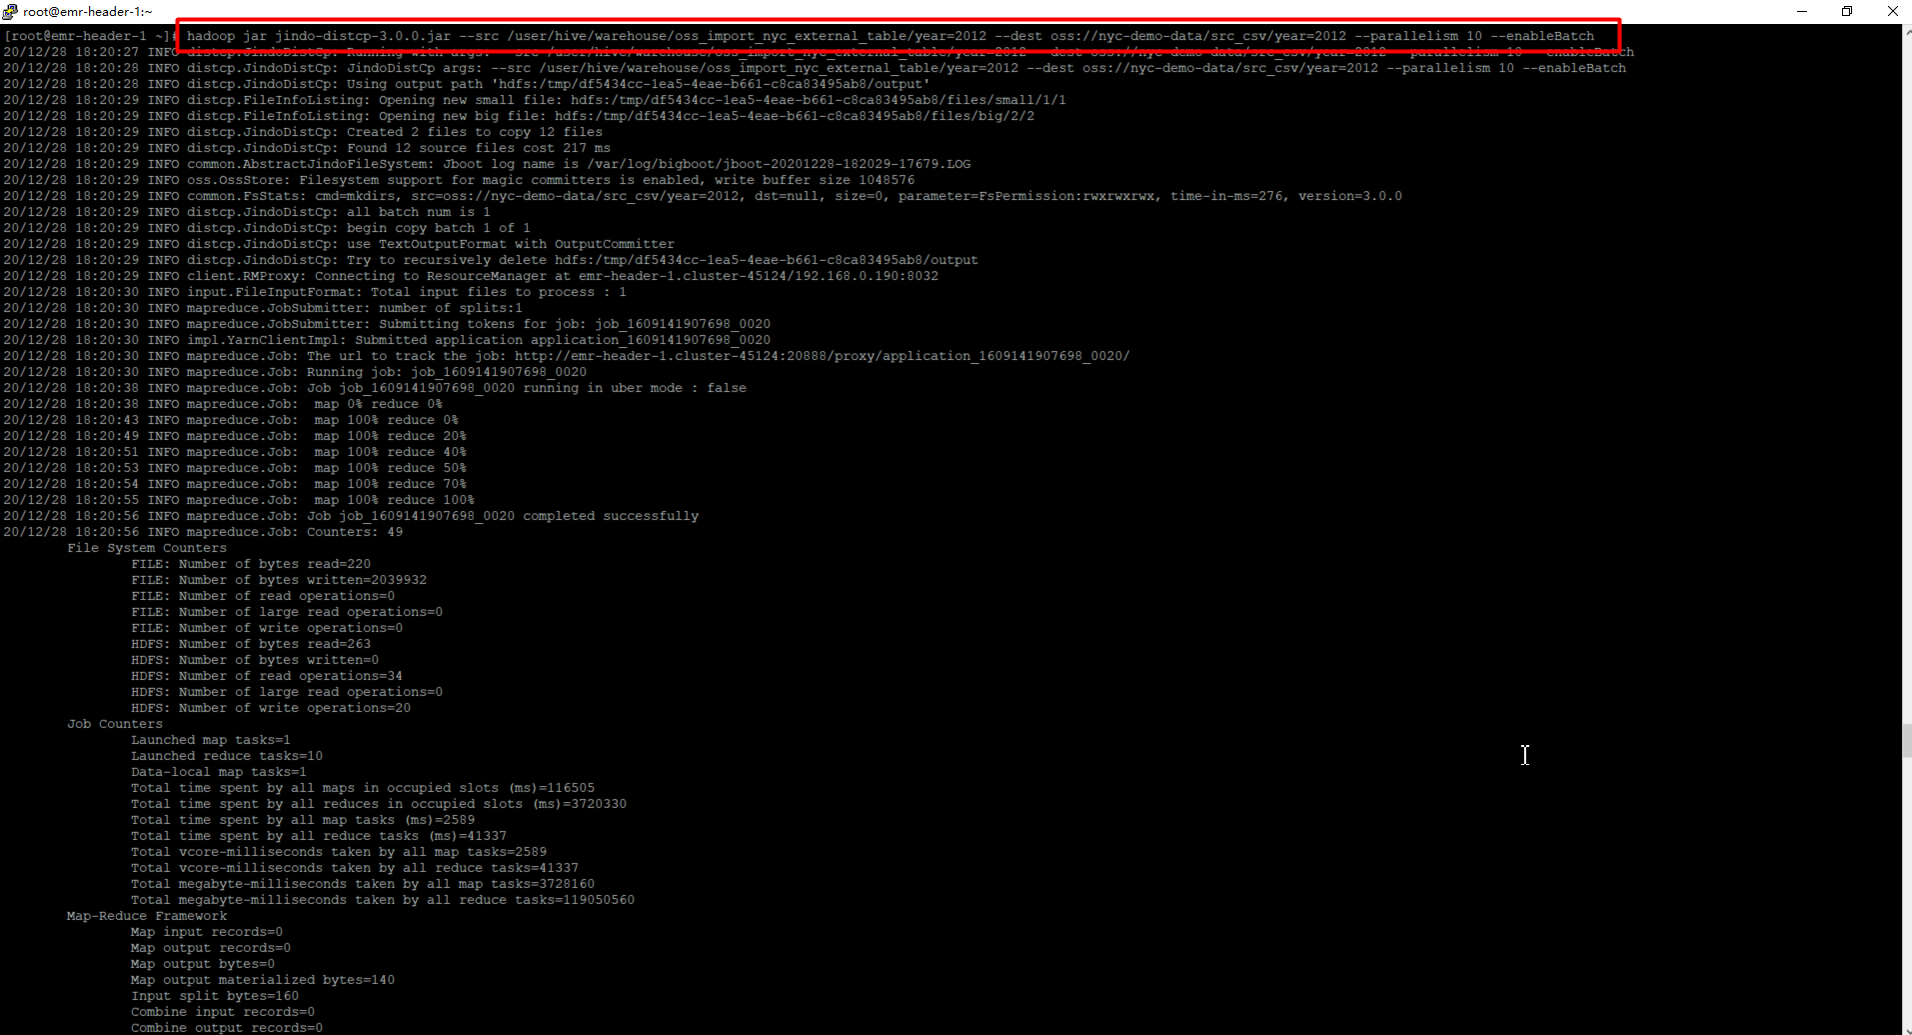 root@emr-header-1:~
[root@emr-header-1 ~]# hadoop jar jindo-distcp-3.0.0.jar --src /user/hive/warehouse/oss_import_nyc_external_table/year=2012 --dest oss://nyc-demo-data/src_csv/year=2012 --parallelism 10 --enableBatch
20/12/28 18:20:27 INFO distcp.JindoDistCp: Running with args: --src /user/hive/warehouse/oss_import_nyc_external_table/year=2012 --dest oss://nyc-demo-data/src_csv/year=2012 --parallelism 10 --enableBatch
20/12/28 18:20:28 INFO distcp.JindoDistCp: JindoDistCp args: --src /user/hive/warehouse/oss_import_nyc_external_table/year=2012 --dest oss://nyc-demo-data/src_csv/year=2012 --parallelism 10 --enableBatch
20/12/28 18:20:28 INFO distcp.JindoDistCp: Using output path 'hdfs:/tmp/df5434cc-1ea5-4eae-b661-c8ca83495ab8/output'
20/12/28 18:20:29 INFO distcp.FileInfoListing: Opening new small file: hdfs:/tmp/df5434cc-1ea5-4eae-b661-c8ca83495ab8/files/small/1/1
20/12/28 18:20:29 INFO distcp.FileInfoListing: Opening new big file: hdfs:/tmp/df5434cc-1ea5-4eae-b661-c8ca83495ab8/files/big/2/2
20/12/28 18:20:29 INFO distcp.JindoDistCp: Created 2 files to copy 12 files
20/12/28 18:20:29 INFO distcp.JindoDistCp: Found 12 source files cost 217 ms
20/12/28 18:20:29 INFO common.AbstractJindoFileSystem: Jboot log name is /var/log/bigboot/jboot-20201228-182029-17679.LOG
20/12/28 18:20:29 INFO oss.OssStore: Filesystem support for magic committers is enabled, write buffer size 1048576
20/12/28 18:20:29 INFO common.FsStats: cmd=mkdirs, src=oss://nyc-demo-data/src_csv/year=2012, dst=null, size=0, parameter=FsPermission:rwxrwxrwx, time-in-ms=276, version=3.0.0
20/12/28 18:20:29 INFO distcp.JindoDistCp: all batch num is 1
20/12/28 18:20:29 INFO distcp.JindoDistCp: begin copy batch 1 of 1
20/12/28 18:20:29 INFO distcp.JindoDistCp: use TextOutputFormat with OutputCommitter
20/12/28 18:20:29 INFO distcp.JindoDistCp: Try to recursively delete hdfs:/tmp/df5434cc-1ea5-4eae-b661-c8ca83495ab8/output
20/12/28 18:20:29 INFO client.RMProxy: Connecting to ResourceManager at emr-header-1.cluster-45124/192.168.0.190:8032
20/12/28 18:20:30 INFO input.FileInputFormat: Total input files to process : 1
20/12/28 18:20:30 INFO mapreduce.JobSubmitter: number of splits:1
20/12/28 18:20:30 INFO mapreduce.JobSubmitter: Submitting tokens for job: job_1609141907698_0020
20/12/28 18:20:30 INFO impl.YarnClientImpl: Submitted application application_1609141907698_0020
20/12/28 18:20:30 INFO mapreduce.Job: The url to track the job: http://emr-header-1.cluster-45124:20888/proxy/application_1609141907698_0020/
20/12/28 18:20:30 INFO mapreduce.Job: Running job: job_1609141907698_0020
20/12/28 18:20:38 INFO mapreduce.Job: Job job_1609141907698_0020 running in uber mode : false
20/12/28 18:20:38 INFO mapreduce.Job:  map 0% reduce 0%
20/12/28 18:20:43 INFO mapreduce.Job:  map 100% reduce 0%
20/12/28 18:20:49 INFO mapreduce.Job:  map 100% reduce 20%
20/12/28 18:20:51 INFO mapreduce.Job:  map 100% reduce 40%
20/12/28 18:20:53 INFO mapreduce.Job:  map 100% reduce 50%
20/12/28 18:20:54 INFO mapreduce.Job:  map 100% reduce 70%
20/12/28 18:20:55 INFO mapreduce.Job:  map 100% reduce 100%
20/12/28 18:20:56 INFO mapreduce.Job: Job job_1609141907698_0020 completed successfully
20/12/28 18:20:56 INFO mapreduce.Job: Counters: 49
File System Counters
FILE: Number of bytes read=220
FILE: Number of bytes written=2039932
FILE: Number of read operations=0
FILE: Number of large read operations=0
FILE: Number of write operations=0
HDFS: Number of bytes read=263
HDFS: Number of bytes written=0
HDFS: Number of read operations=34
HDFS: Number of large read operations=0
HDFS: Number of write operations=20
Job Counters
Launched map tasks=1
Launched reduce tasks=10
Data-local map tasks=1
Total time spent by all maps in occupied slots (ms)=116505
Total time spent by all reduces in occupied slots (ms)=3720330
Total time spent by all map tasks (ms)=2589
Total time spent by all reduce tasks (ms)=41337
Total vcore-milliseconds taken by all map tasks=2589
Total vcore-milliseconds taken by all reduce tasks=41337
Total megabyte-milliseconds taken by all map tasks=3728160
Total megabyte-milliseconds taken by all reduce tasks=119050560
Map-Reduce Framework
Map input records=0
Map output records=0
Map output bytes=0
Map output materialized bytes=140
Input split bytes=160
Combine input records=0
Combine output records=0